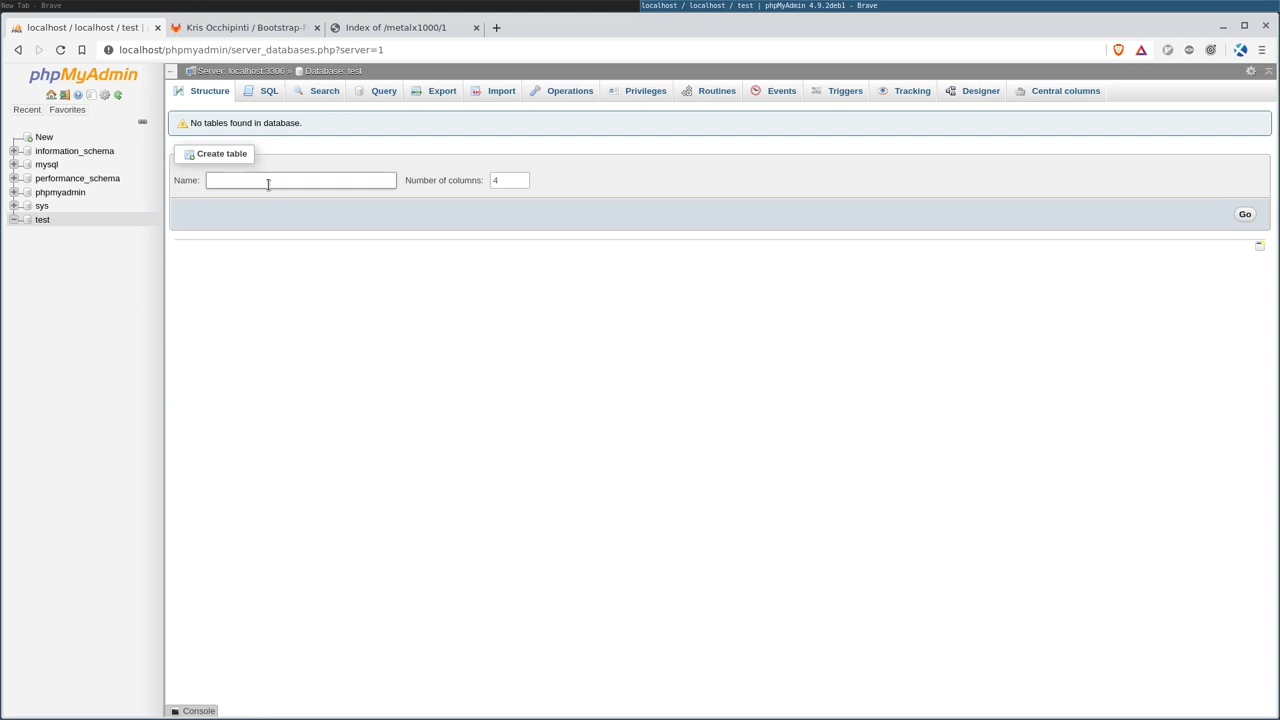 New Tab - Brave
localhost / localhost / test | phpMyAdmin 4.9.2deb1 - Brave
localhost / localhost / test |
Kris Occhipinti / Bootstrap-
Index of /metalx1000/1
localhost/phpmyadmin/server_databases.php?server=1
phpMyAdmin
Server: localhost:3306 » Database: test
Structure SQL Search Query Export Import Operations Privileges Routines Events Triggers Tracking Designer Central columns
Recent Favorites
New
information_schema
mysql
performance_schema
phpmyadmin
sys
test
No tables found in database.
Create table
Name: Number of columns: 4
Go
Console